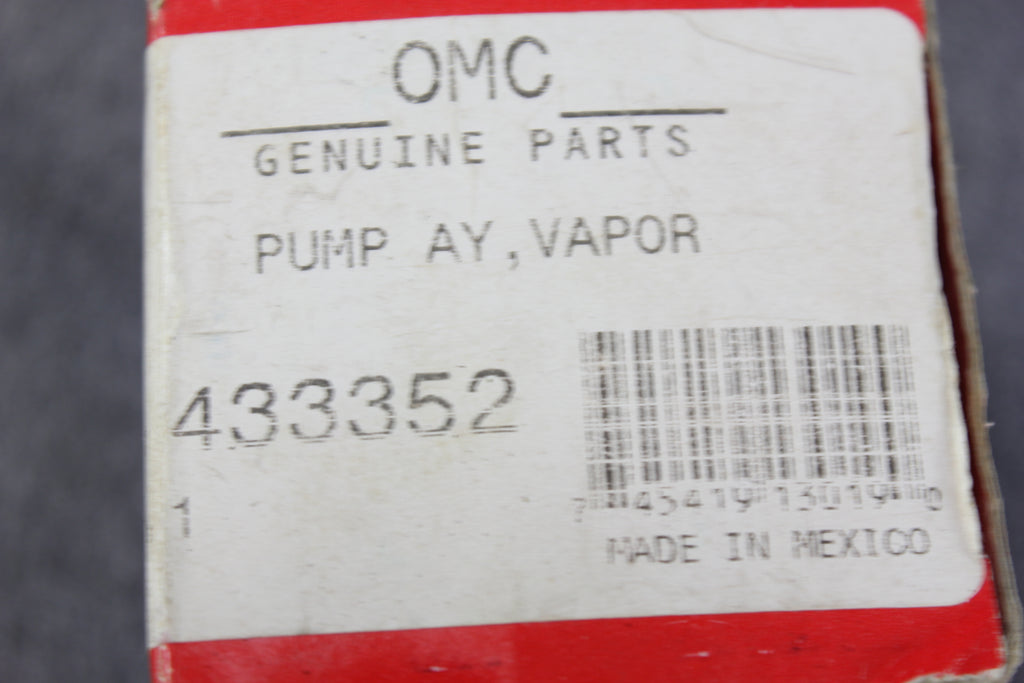 OMC
GENUINE PARTS
PUMP AY, VAPOR
433352
1
7 45419 13019 0
MADE IN MEXICO